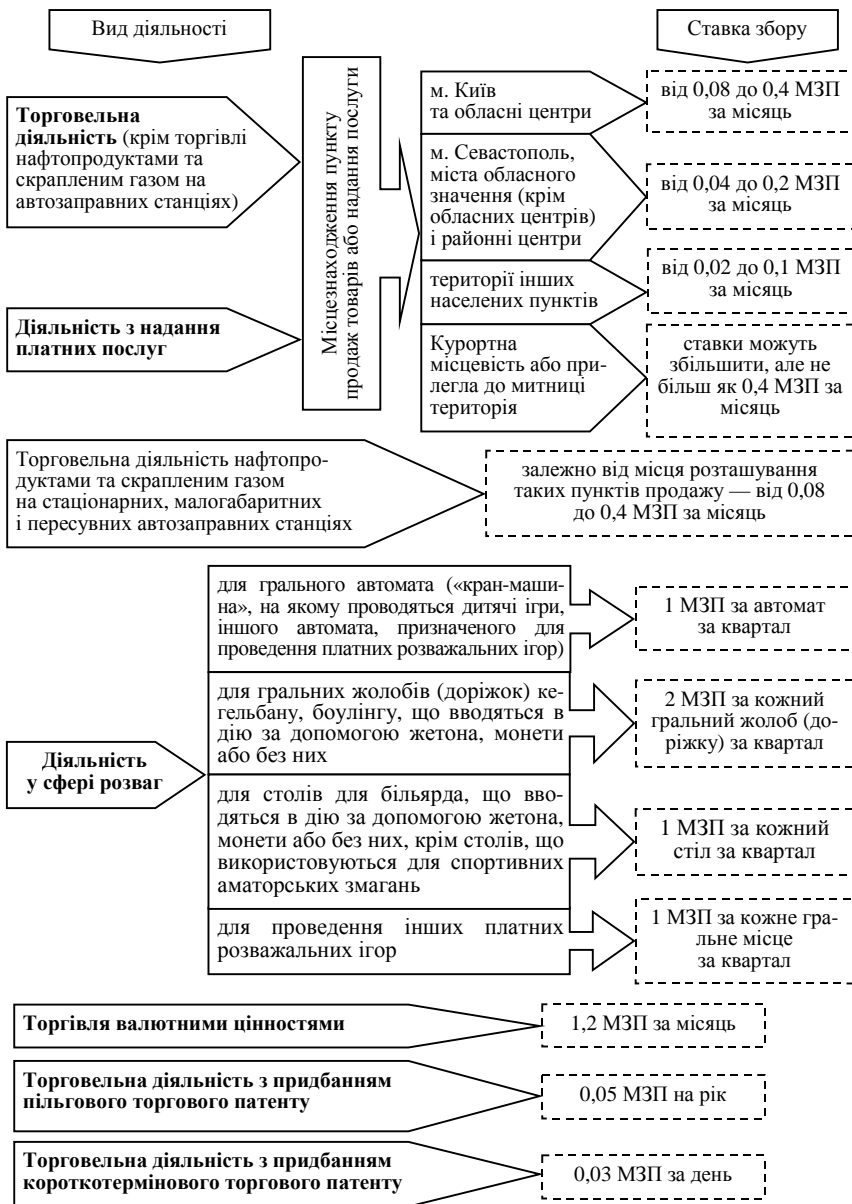 Вид діяльності
Ставка збору
Торговельна
діяльність (крім торгівлі
нафтопродуктами та
скрапленим газом на
автозаправних станціях)
Діяльність з надання
платних послуг
Місцезнаходження пункту
продаж товарів або надання послуги
м. Київ
та обласні центри
від 0,08 до 0,4 МЗП
за місяць
м. Севастополь,
міста обласного
значення (крім
обласних центрів)
і районні центри
від 0,04 до 0,2 МЗП
за місяць
території інших
населених пунктів
від 0,02 до 0,1 МЗП
за місяць
Курортна
місцевість або при-
легла до митниці
територія
ставки можуть
збільшити, але не
більш як 0,4 МЗП за
місяць
Торговельна діяльність нафтопро-
дуктами та скрапленим газом
на стаціонарних, малогабаритних
і пересувних автозаправних станціях
залежно від місця розташування
таких пунктів продажу — від 0,08
до 0,4 МЗП за місяць
Діяльність
у сфері розваг
для грального автомата («кран-маши-
на», на якому проводяться дитячі ігри,
іншого автомата, призначеного для
проведення платних розважальних ігор)
1 МЗП за автомат
за квартал
для гральних жолобів (доріжок) ке-
гельбану, боулінгу, що вводяться в
дію за допомогою жетона, монети
або без них
2 МЗП за кожний
гральний жолоб (до-
ріжку) за квартал
для столів для більярда, що вво-
дяться в дію за допомогою жетона,
монети або без них, крім столів, що
використовуються для спортивних
аматорських змагань
1 МЗП за кожний
стіл за квартал
для проведення інших платних
розважальних ігор
1 МЗП за кожне гра-
льне місце
за квартал
Торгівля валютними цінностями
1,2 МЗП за місяць
Торговельна діяльність з придбанням
пільгового торгового патенту
0,05 МЗП на рік
Торговельна діяльність з придбанням
короткотермінового торгового патенту
0,03 МЗП за день